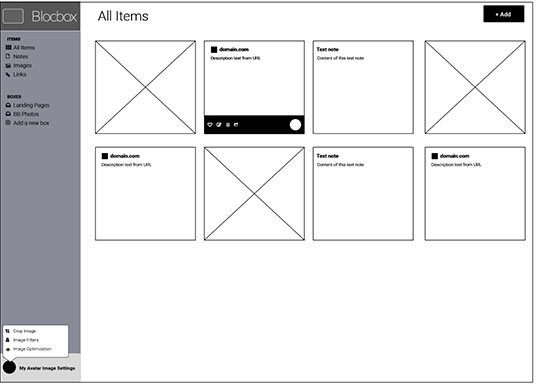 Blocbox
All Items
+ Add
ITEMS
All Items
Notes
Images
Links
BOXES
Landing Pages
BB Photos
Add a new box
domain.com
Description text from URL
Text note
Content of this text note
domain.com
Description text from URL
Text note
Content of this text note
domain.com
Description text from URL
Crop Image
Image Filters
Image Optimization
My Avatar Image Settings